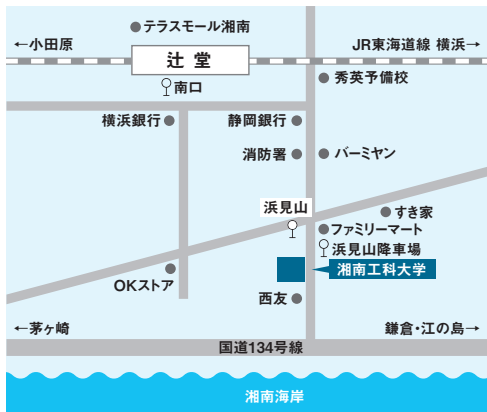 テラスモール湘南
←小田原
JR東海道線 横浜→
辻堂
南口
秀英予備校
横浜銀行
静岡銀行
消防署
バーミヤン
浜見山
すき家
ファミリーマート
浜見山降車場
湘南工科大学
OKストア
西友
←茅ヶ崎
鎌倉・江の島→
国道134号線
湘南海岸